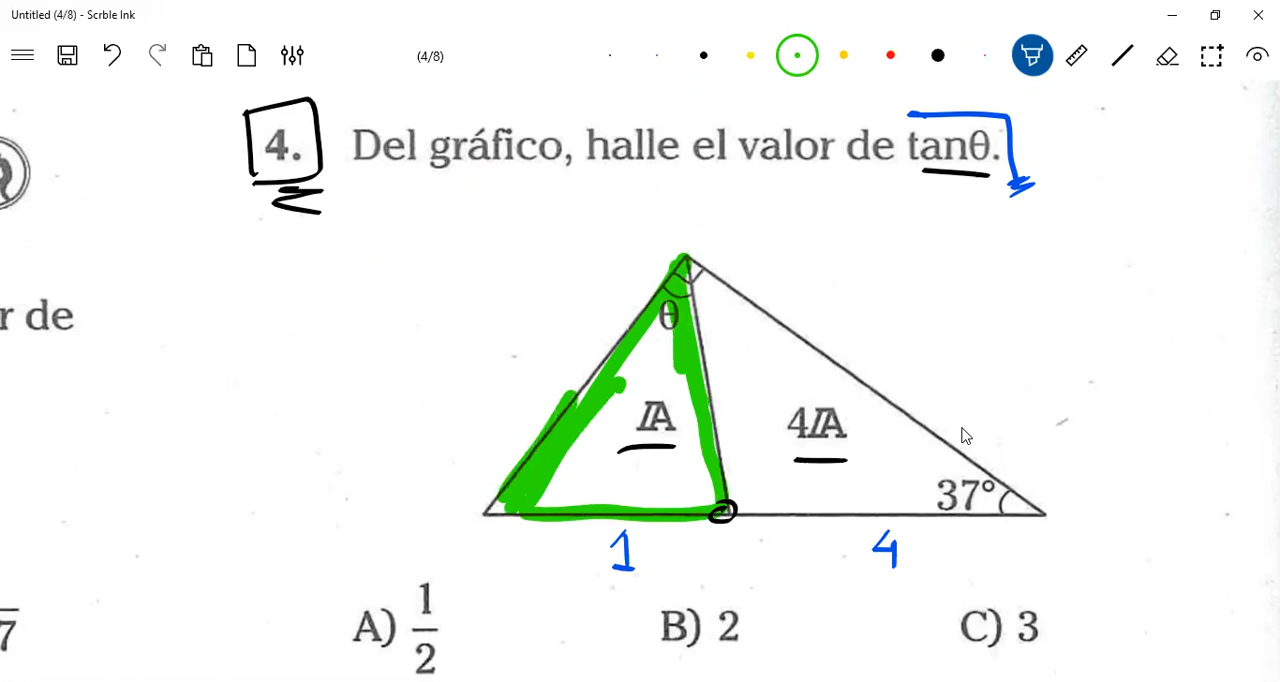 Untitled (4/8) - Scrble Ink
(4/8)
4. Del gráfico, halle el valor de tanθ.
r de
θ
A 4A
37°
1 4
7
A) 1/2 B) 2 C) 3